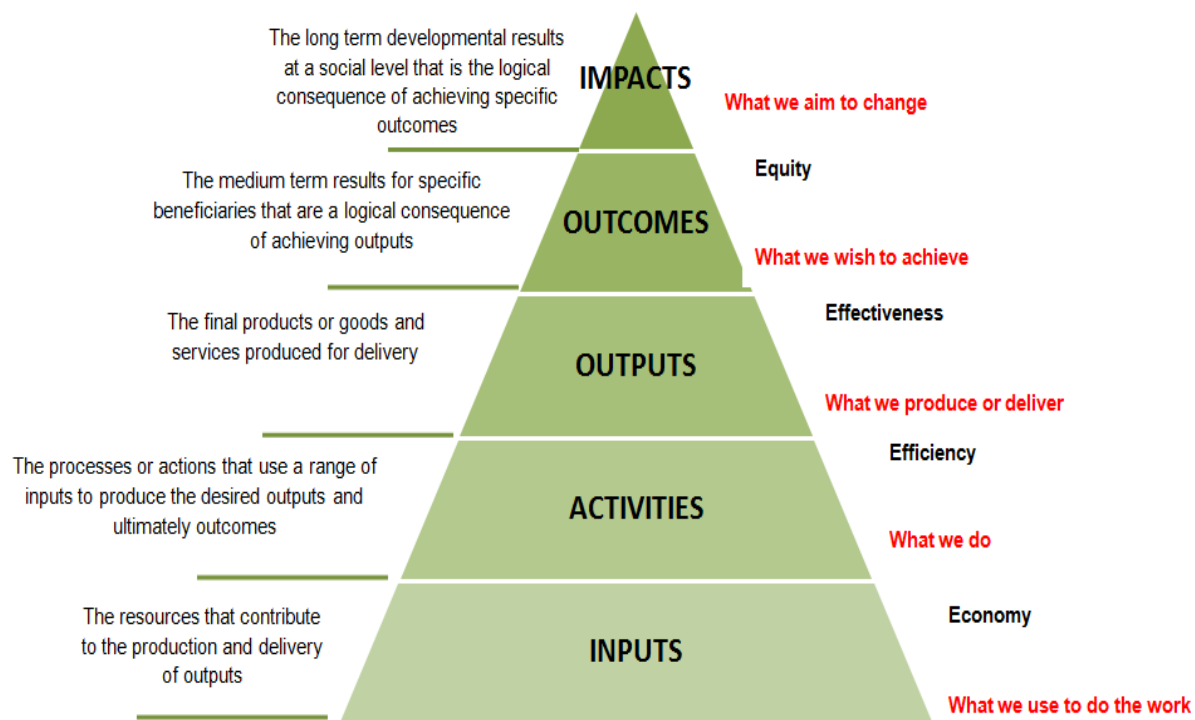 The long term developmental results
at a social level that is the logical
consequence of achieving specific
outcomes
IMPACTS
What we aim to change
Equity
The medium term results for specific
beneficiaries that are a logical consequence
of achieving outputs
OUTCOMES
What we wish to achieve
Effectiveness
The final products or goods and
services produced for delivery
OUTPUTS
What we produce or deliver
Efficiency
The processes or actions that use a range of
inputs to produce the desired outputs and
ultimately outcomes
ACTIVITIES
What we do
Economy
The resources that contribute
to the production and delivery
of outputs
INPUTS
What we use to do the work